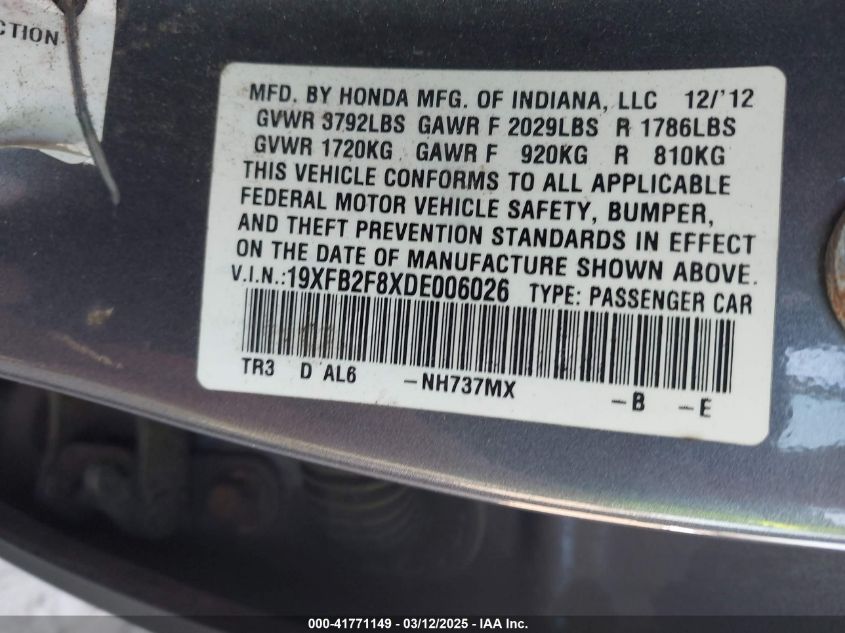 CTION
MFD. BY HONDA MFG. OF INDIANA, LLC 12/'12
GVWR 3792LBS GAWR F 2029LBS R 1786LBS
GVWR 1720KG GAWR F 920KG R 810KG
THIS VEHICLE CONFORMS TO ALL APPLICABLE
FEDERAL MOTOR VEHICLE SAFETY, BUMPER,
AND THEFT PREVENTION STANDARDS IN EFFECT
ON THE DATE OF MANUFACTURE SHOWN ABOVE.
V.I.N.:19XFB2F8XDE006026 TYPE: PASSENGER CAR
TR3 D AL6 -NH737MX -B -E
000-41771149 - 03/12/2025 - IAA Inc.